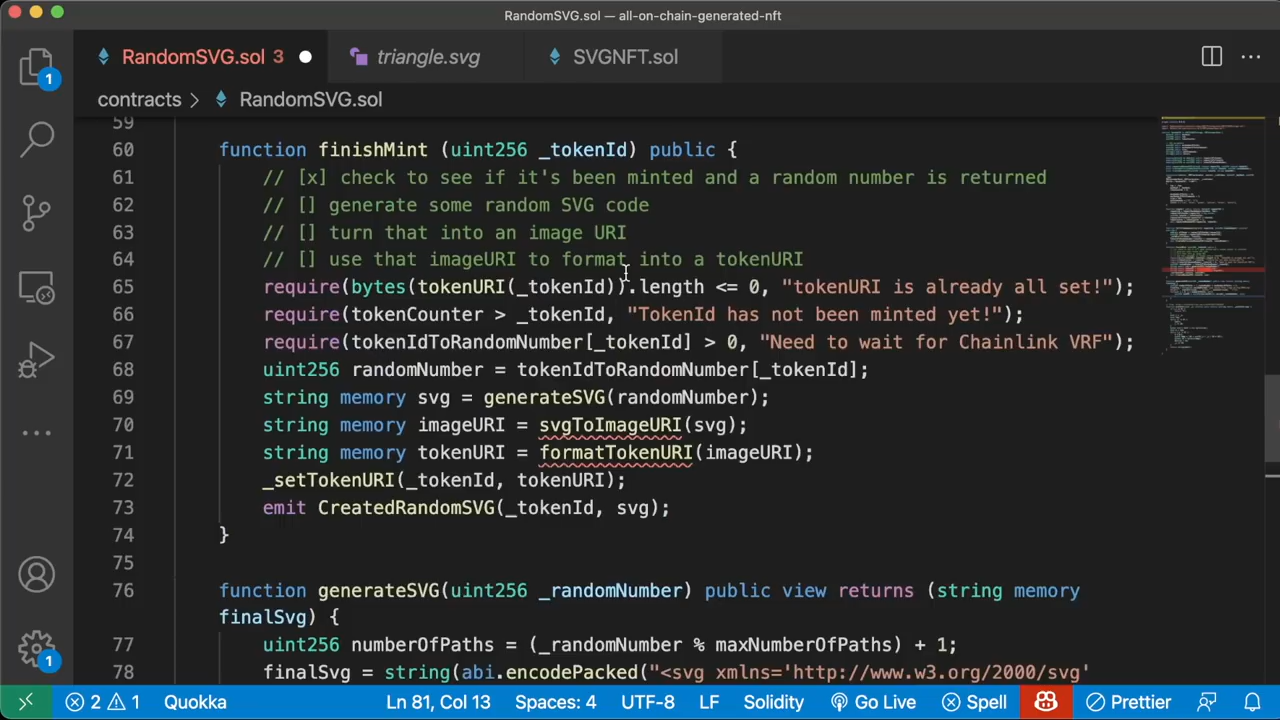 RandomSVG.sol — all-on-chain-generated-nft
RandomSVG.sol 3 triangle.svg SVGNFT.sol
contracts > RandomSVG.sol
59
60 function finishMint (uint256 _tokenId) public {
61 // [x] check to see if it's been minted and a random number is returned
62 // [] generate some random SVG code
63 // [] turn that into an image URI
64 // [] use that imageURI to format into a tokenURI
65 require(bytes(tokenURI(_tokenId)).length <= 0, "tokenURI is already all set!");
66 require(tokenCounter > _tokenId, "TokenId has not been minted yet!");
67 require(tokenIdToRandomNumber[_tokenId] > 0, "Need to wait for Chainlink VRF");
68 uint256 randomNumber = tokenIdToRandomNumber[_tokenId];
69 string memory svg = generateSVG(randomNumber);
70 string memory imageURI = svgToImageURI(svg);
71 string memory tokenURI = formatTokenURI(imageURI);
72 _setTokenURI(_tokenId, tokenURI);
73 emit CreatedRandomSVG(_tokenId, svg);
74 }
75
76 function generateSVG(uint256 _randomNumber) public view returns (string memory
finalSvg) {
77 uint256 numberOfPaths = (_randomNumber % maxNumberOfPaths) + 1;
78 finalSvg = string(abi.encodePacked("<svg xmlns='http://www.w3.org/2000/svg'
1
1
2 1 Quokka Ln 81, Col 13 Spaces: 4 UTF-8 LF Solidity Go Live Spell Prettier